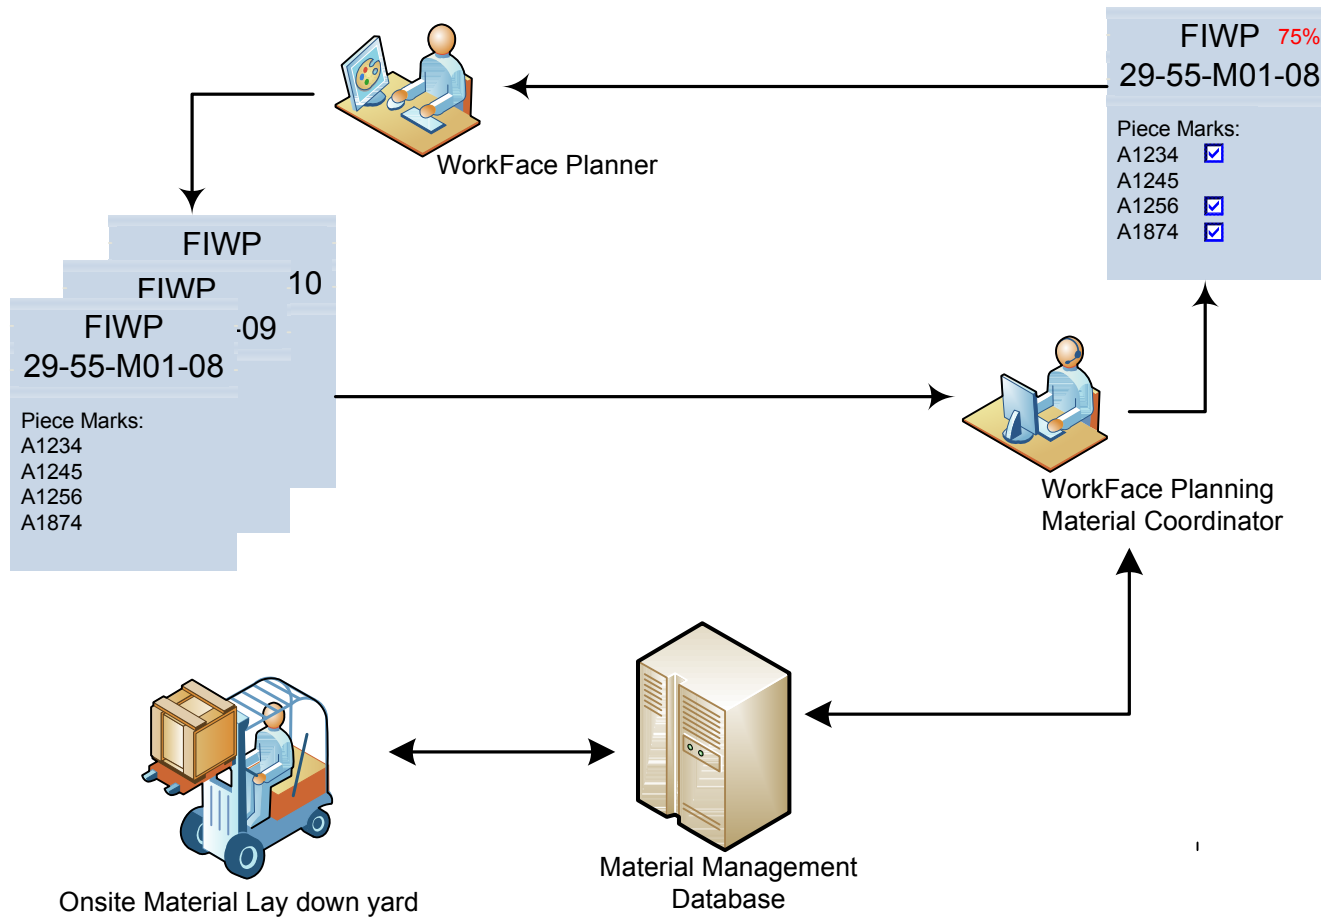 FIWP 75%
29-55-M01-08
Piece Marks:
A1234
A1245
A1256
A1874
WorkFace Planner
FIWP
10
FIWP
-09
FIWP
29-55-M01-08
Piece Marks:
A1234
A1245
A1256
A1874
WorkFace Planning
Material Coordinator
Material Management
Database
Onsite Material Lay down yard